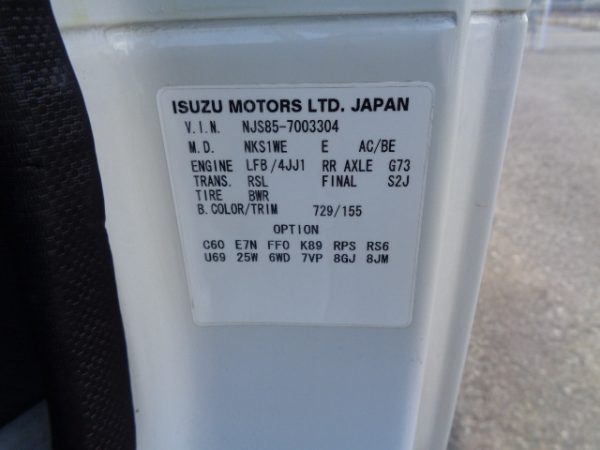 ISUZU MOTORS LTD. JAPAN
V.I.N. NJS85-7003304
M.D. NKS1WE E AC/BE
ENGINE LFB/4JJ1 RR AXLE G73
TRANS. RSL FINAL S2J
TIRE BWR
B.COLOR/TRIM 729/155
OPTION
C60 E7N FF0 K89 RPS RS6
U69 25W 6WD 7VP 8GJ 8JM